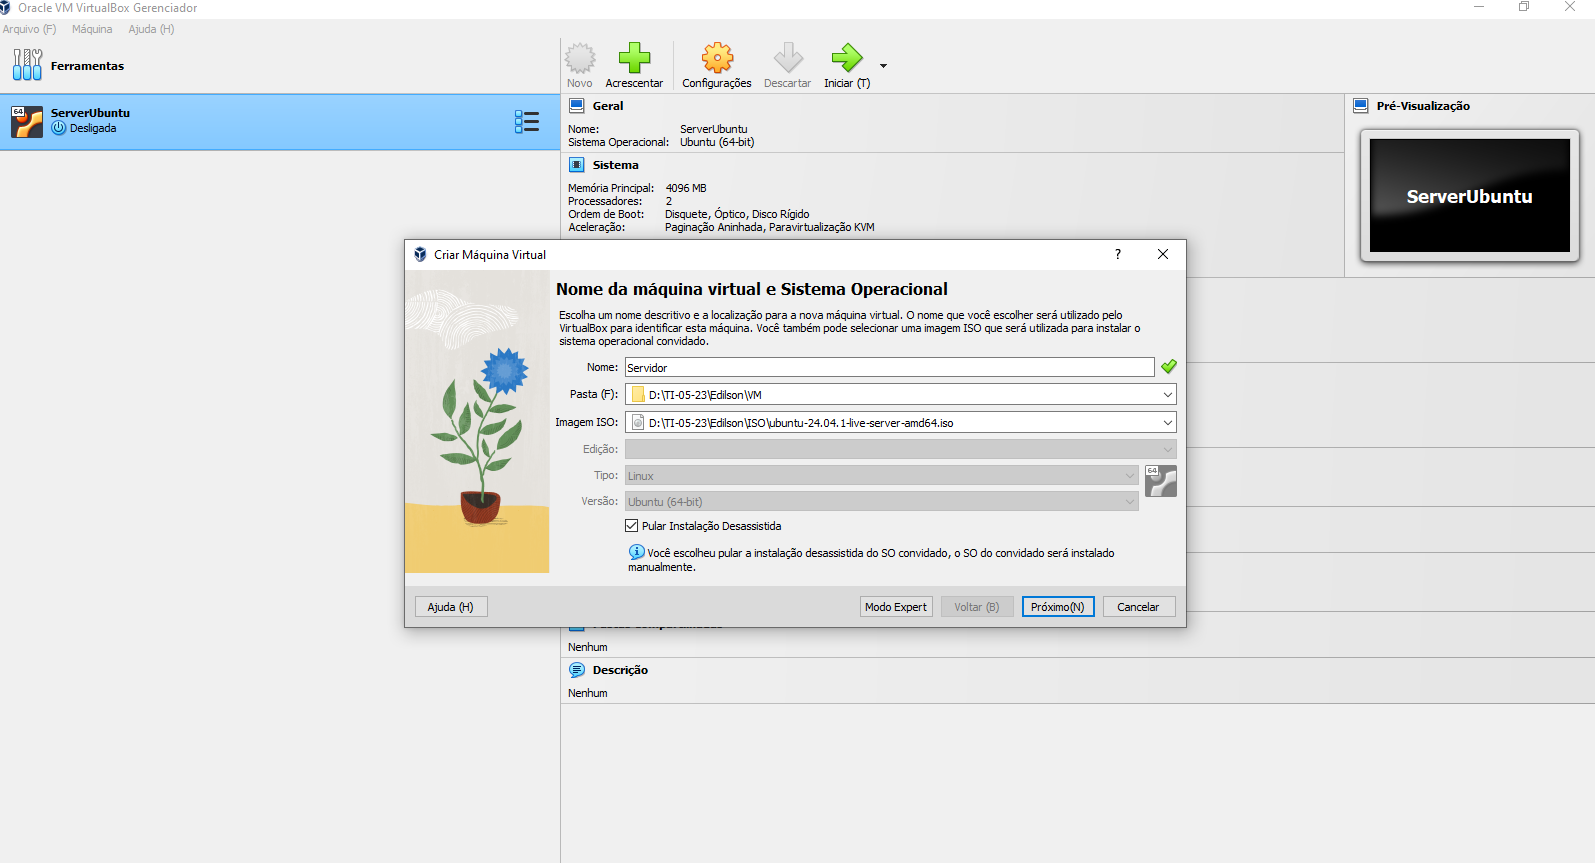 Oracle VM VirtualBox Gerenciador
Arquivo (F) Máquina Ajuda (H)
Ferramentas
Novo Acrescentar Configurações Descartar Iniciar (T)
64
ServerUbuntu
Desligada
Geral
Nome: ServerUbuntu
Sistema Operacional: Ubuntu (64-bit)
Sistema
Memória Principal: 4096 MB
Processadores: 2
Ordem de Boot: Disquete, Óptico, Disco Rígido
Aceleração: Paginação Aninhada, Paravirtualização KVM
Pré-Visualização
ServerUbuntu
Criar Máquina Virtual ?
Nome da máquina virtual e Sistema Operacional
Escolha um nome descritivo e a localização para a nova máquina virtual. O nome que você escolher será utilizado pelo
VirtualBox para identificar esta máquina. Você também pode selecionar uma imagem ISO que será utilizada para instalar o
sistema operacional convidado.
Nome: Servidor
Pasta (F): D:\TI-05-23\Edilson\VM
Imagem ISO: D:\TI-05-23\Edilson\ISO\ubuntu-24.04.1-live-server-amd64.iso
Edição:
Tipo: Linux
64
Versão: Ubuntu (64-bit)
Pular Instalação Desassistida
Você escolheu pular a instalação desassistida do SO convidado, o SO do convidado será instalado
manualmente.
Ajuda (H) Modo Expert Voltar (B) Próximo(N) Cancelar
Nenhum
Descrição
Nenhum